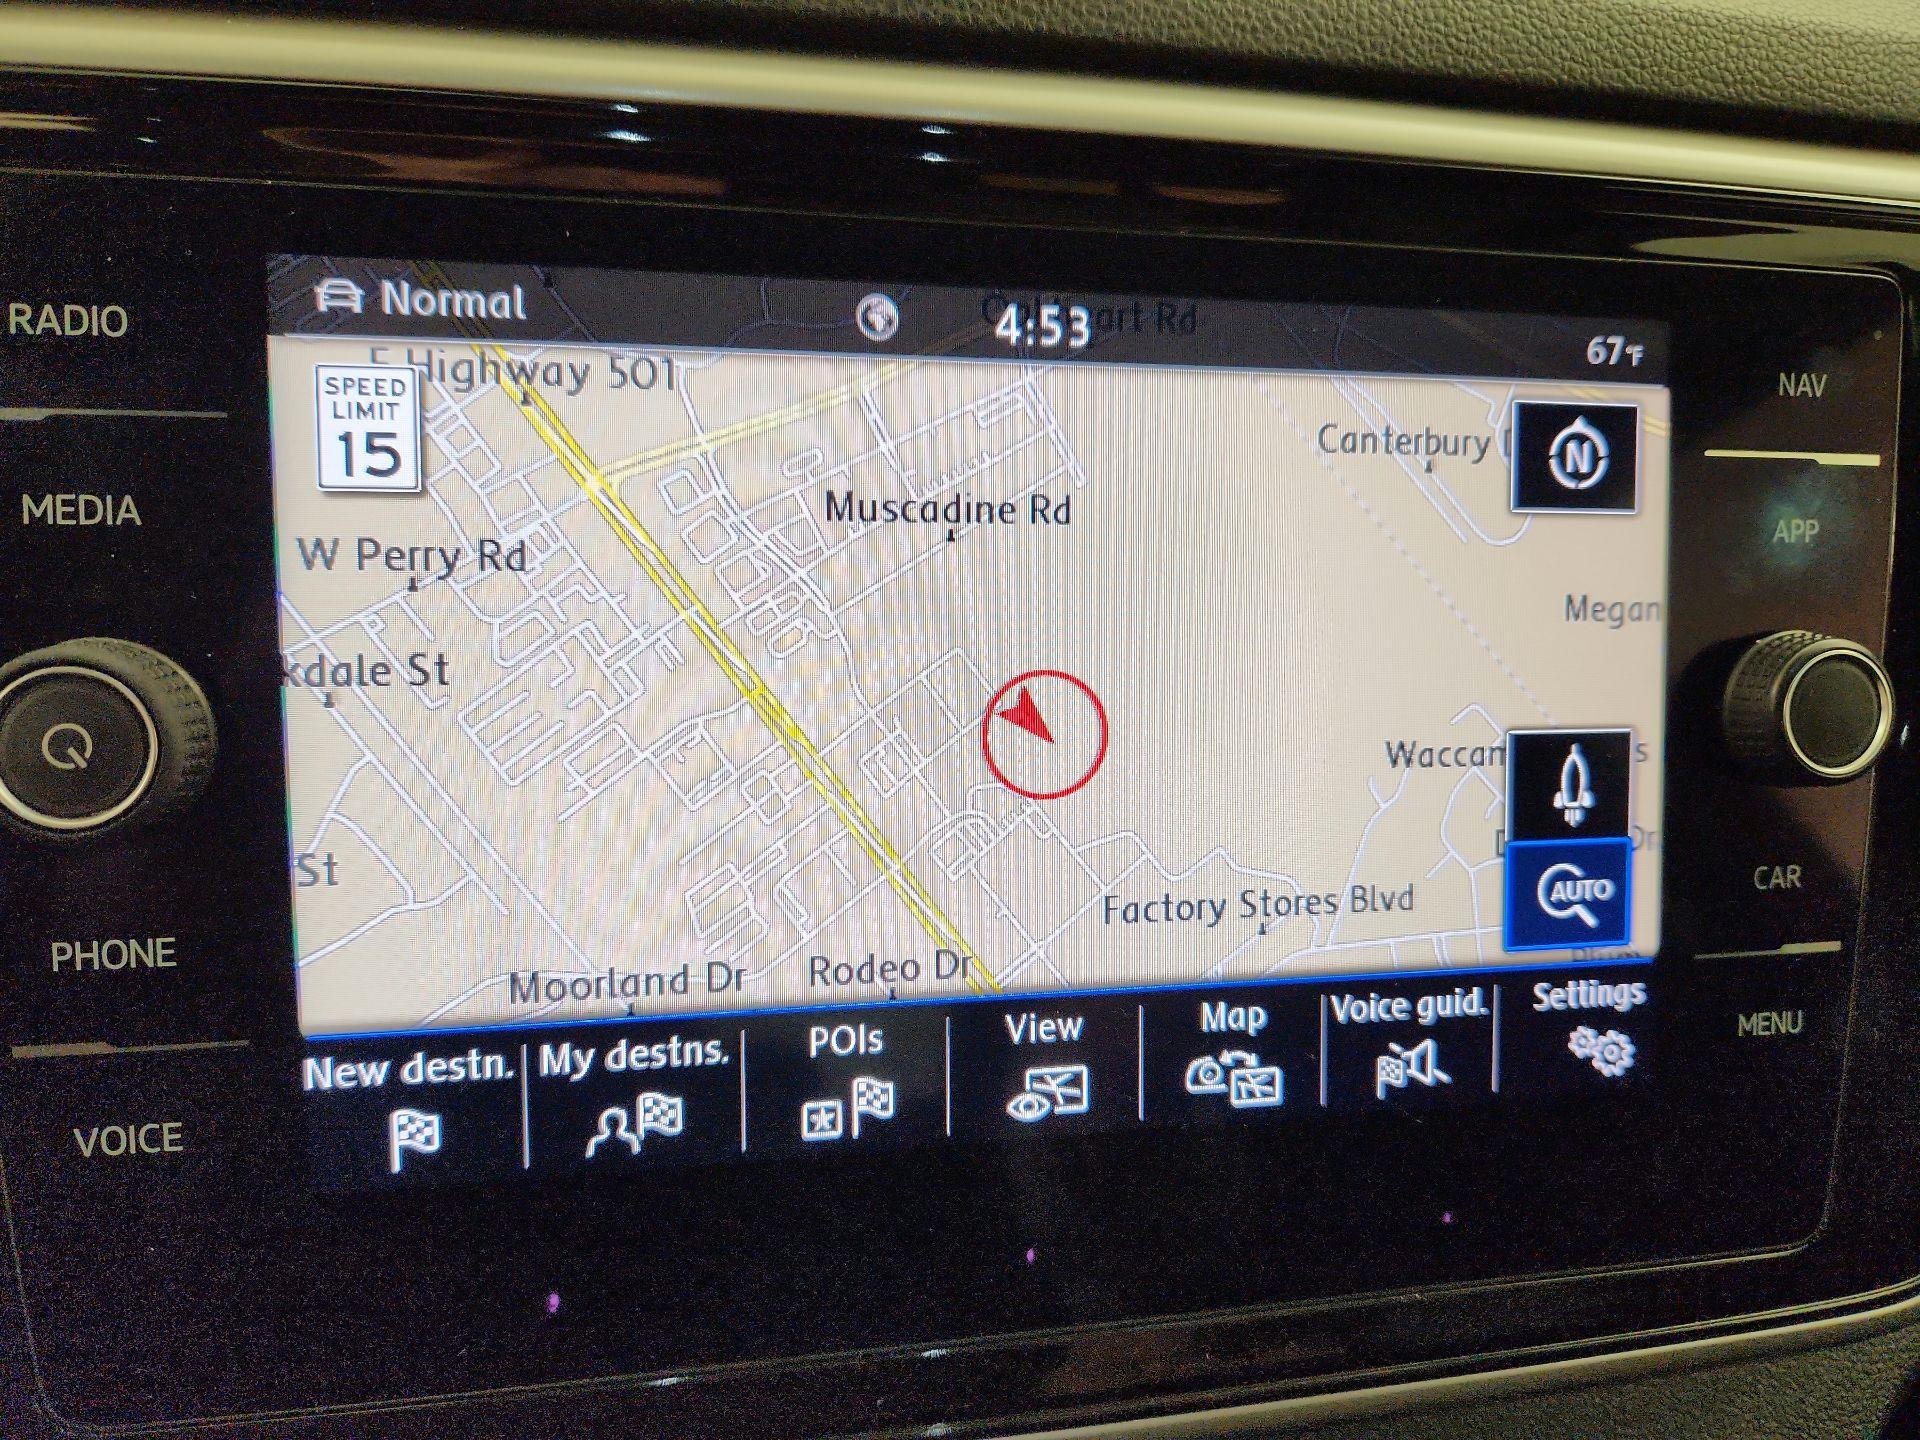 RADIO
MEDIA
PHONE
VOICE
Normal
4:53
Rd
67°F
E Highway 501
SPEED
LIMIT
15
Canterbury
N
Muscadine Rd
W Perry Rd
Megan
kdale St
Waccam
s
Dr
AUTO
St
Factory Stores Blvd
Moorland Dr
Rodeo Dr
New destn.
My destns.
POIs
View
Map
Voice guid.
Settings
NAV
APP
CAR
MENU